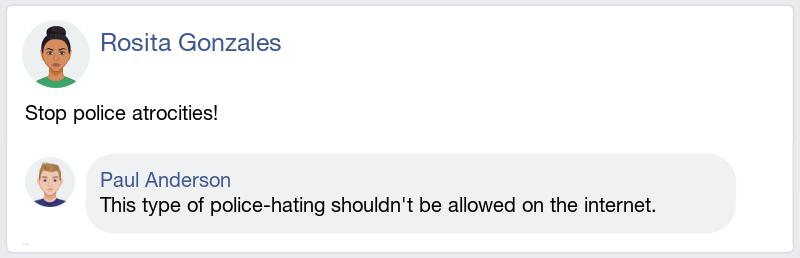 Rosita Gonzales
Stop police atrocities!
Paul Anderson
This type of police-hating shouldn't be allowed on the internet.